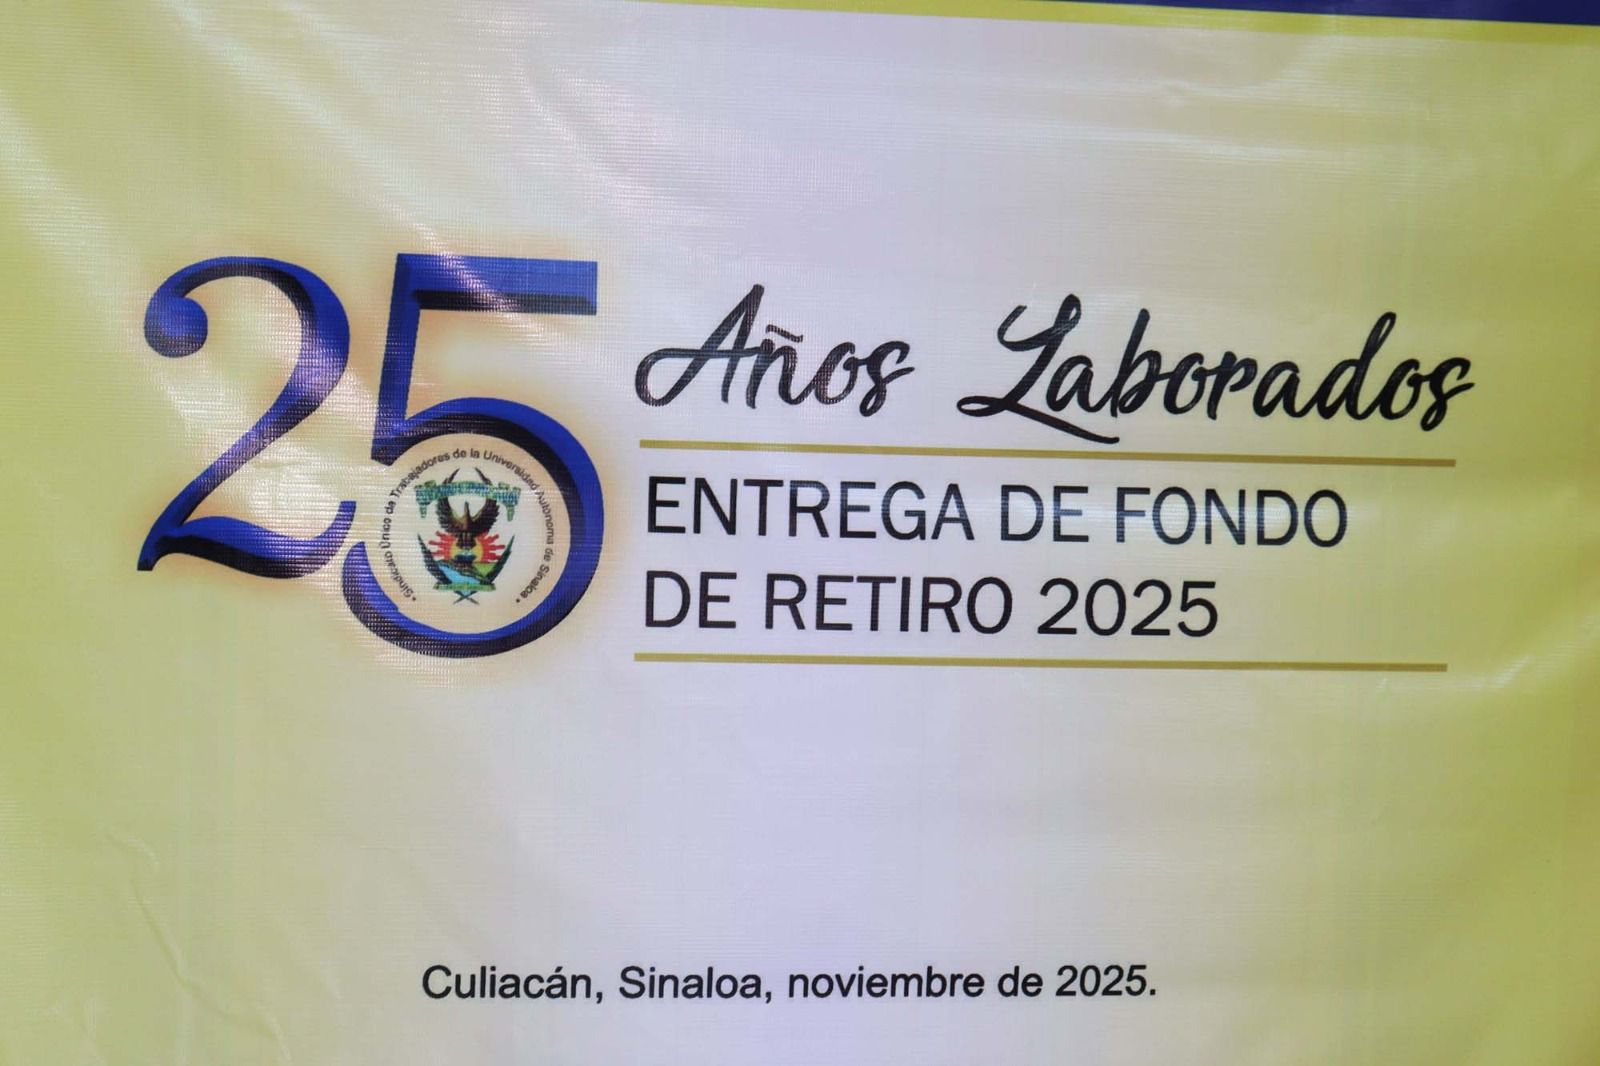 25 Años Laborados
ENTREGA DE FONDO
DE RETIRO 2025
• Sindicato Único de Trabajadores de la Universidad Autónoma de Sinaloa •
Culiacán, Sinaloa, noviembre de 2025.